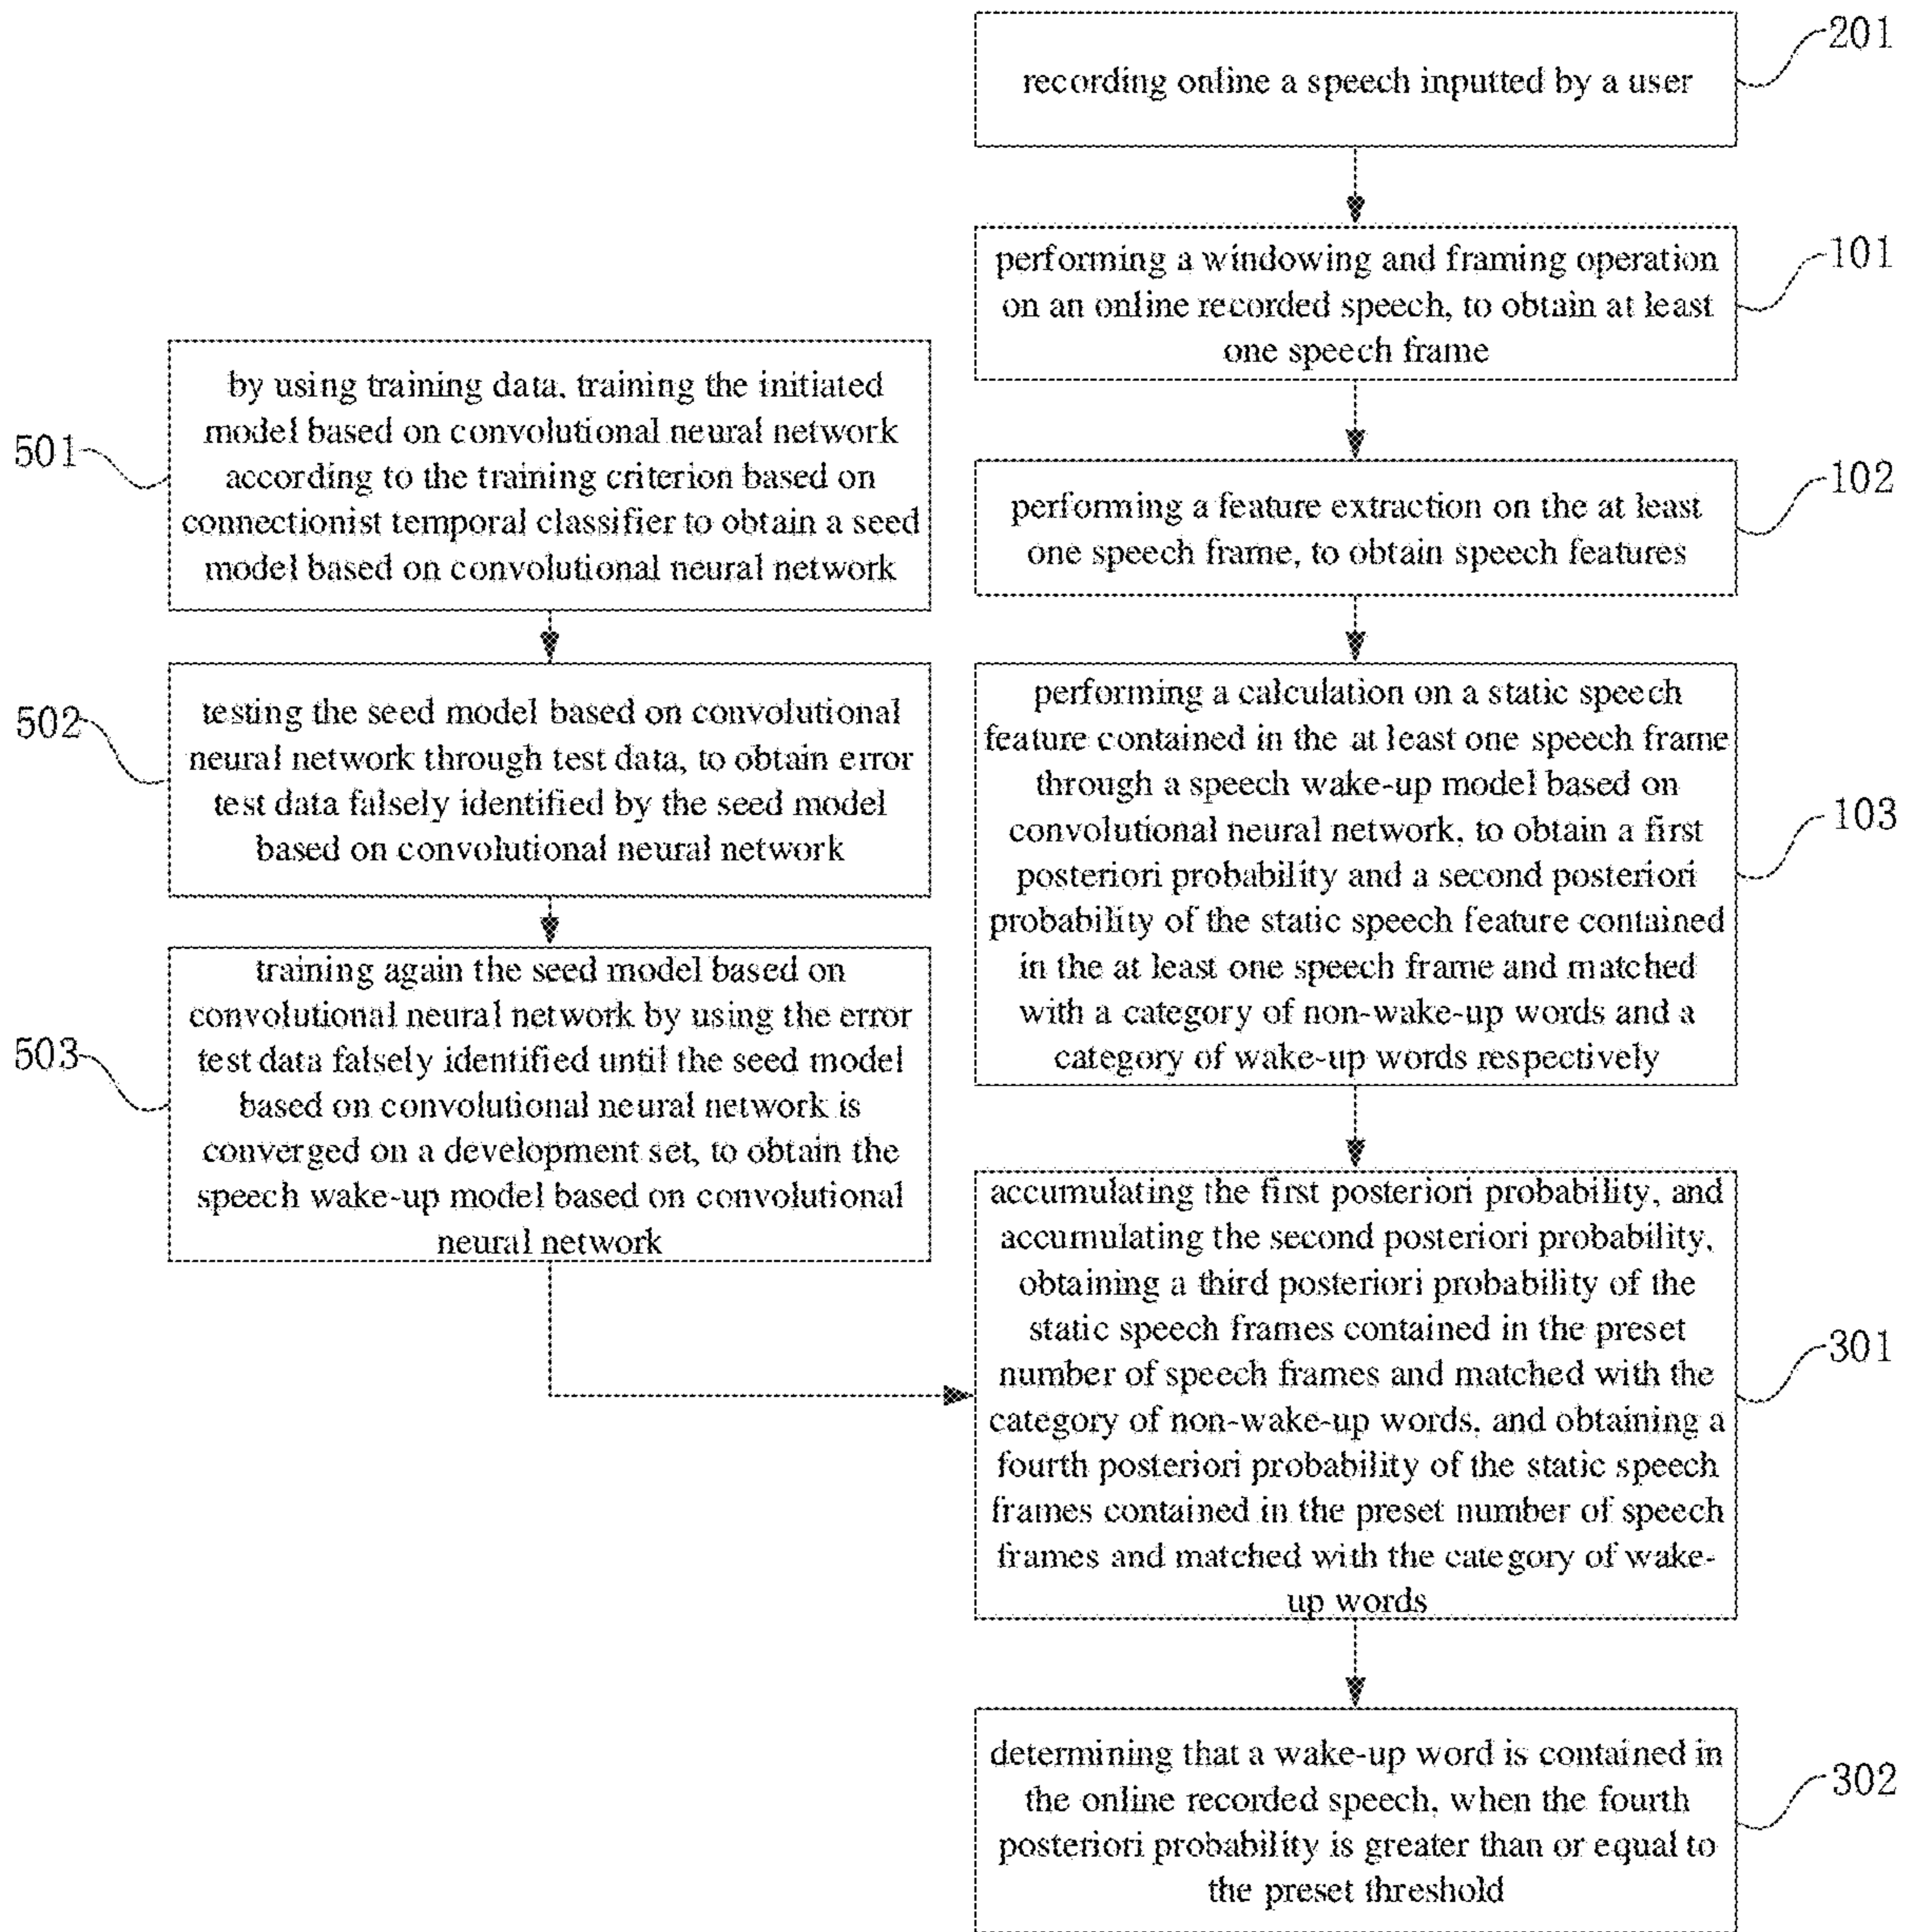 201
recording online a speech inputted by a user
101
performing a windowing and framing operation
on an online recorded speech, to obtain at least
one speech frame
501
by using training data, training the initiated
model based on convolutional neural network
according to the training criterion based on
connectionist temporal classifier to obtain a seed
model based on convolutional neural network
102
performing a feature extraction on the at least
one speech frame, to obtain speech features
502
testing the seed model based on convolutional
neural network through test data, to obtain error
test data falsely identified by the seed model
based on convolutional neural network
103
performing a calculation on a static speech
feature contained in the at least one speech frame
through a speech wake-up model based on
convolutional neural network, to obtain a first
posteriori probability and a second posteriori
probability of the static speech feature contained
in the at least one speech frame and matched
with a category of non-wake-up words and a
category of wake-up words respectively
503
training again the seed model based on
convolutional neural network by using the error
test data falsely identified until the seed model
based on convolutional neural network is
converged on a development set, to obtain the
speech wake-up model based on convolutional
neural network
301
accumulating the first posteriori probability, and
accumulating the second posteriori probability,
obtaining a third posteriori probability of the
static speech frames contained in the preset
number of speech frames and matched with the
category of non-wake-up words, and obtaining a
fourth posteriori probability of the static speech
frames contained in the preset number of speech
frames and matched with the category of wake-
up words
302
determining that a wake-up word is contained in
the online recorded speech, when the fourth
posteriori probability is greater than or equal to
the preset threshold